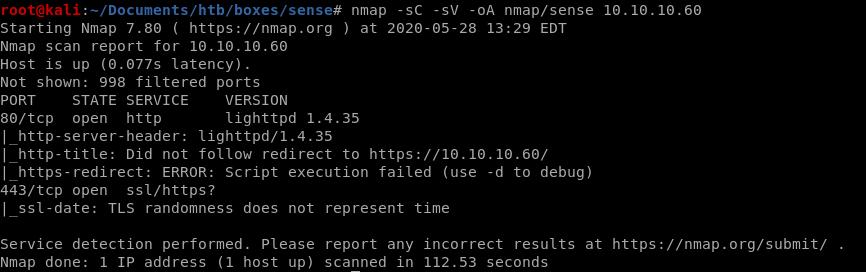 root@kali:~/Documents/htb/boxes/sense# nmap -sC -sV -oA nmap/sense 10.10.10.60
Starting Nmap 7.80 ( https://nmap.org ) at 2020-05-28 13:29 EDT
Nmap scan report for 10.10.10.60
Host is up (0.077s latency).
Not shown: 998 filtered ports
PORT    STATE SERVICE    VERSION
80/tcp  open  http       lighttpd 1.4.35
|_http-server-header: lighttpd/1.4.35
|_http-title: Did not follow redirect to https://10.10.10.60/
|_https-redirect: ERROR: Script execution failed (use -d to debug)
443/tcp open  ssl/https?
|_ssl-date: TLS randomness does not represent time

Service detection performed. Please report any incorrect results at https://nmap.org/submit/ .
Nmap done: 1 IP address (1 host up) scanned in 112.53 seconds